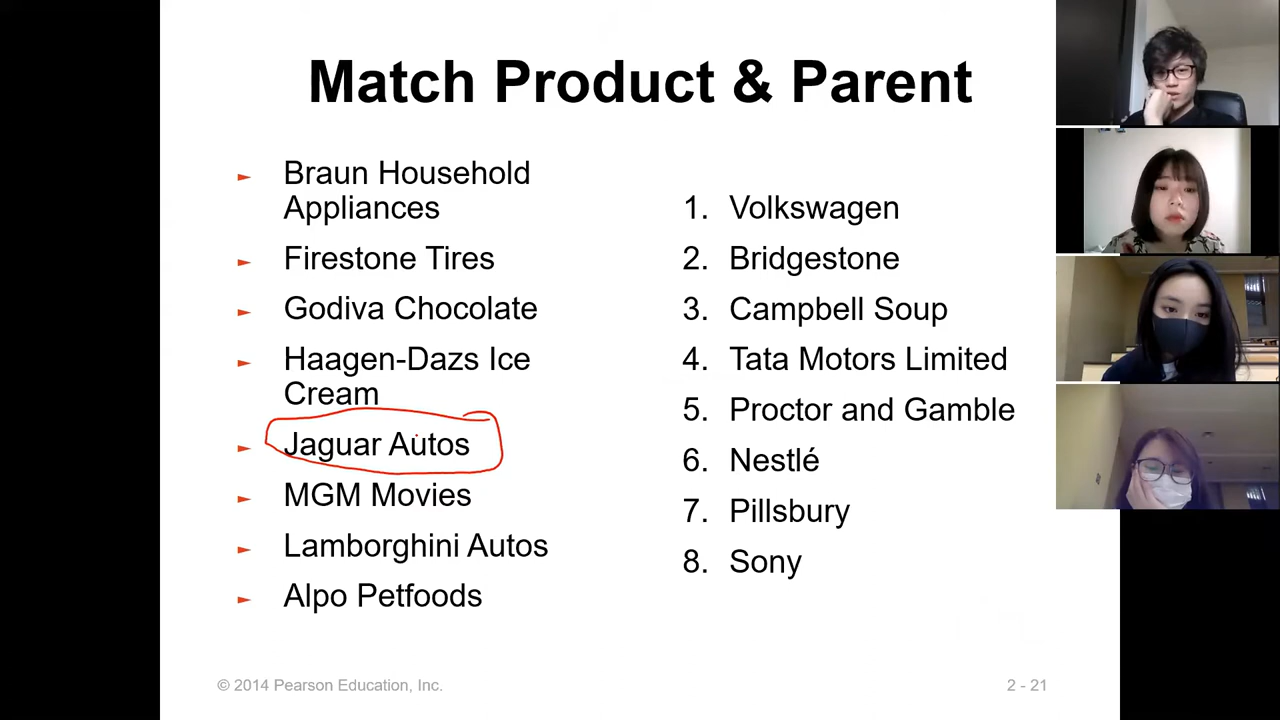 Match Product & Parent
Braun Household
Appliances
Firestone Tires
Godiva Chocolate
Haagen-Dazs Ice
Cream
Jaguar Autos
MGM Movies
Lamborghini Autos
Alpo Petfoods
1. Volkswagen
2. Bridgestone
3. Campbell Soup
4. Tata Motors Limited
5. Proctor and Gamble
6. Nestlé
7. Pillsbury
8. Sony
© 2014 Pearson Education, Inc.
2 - 21